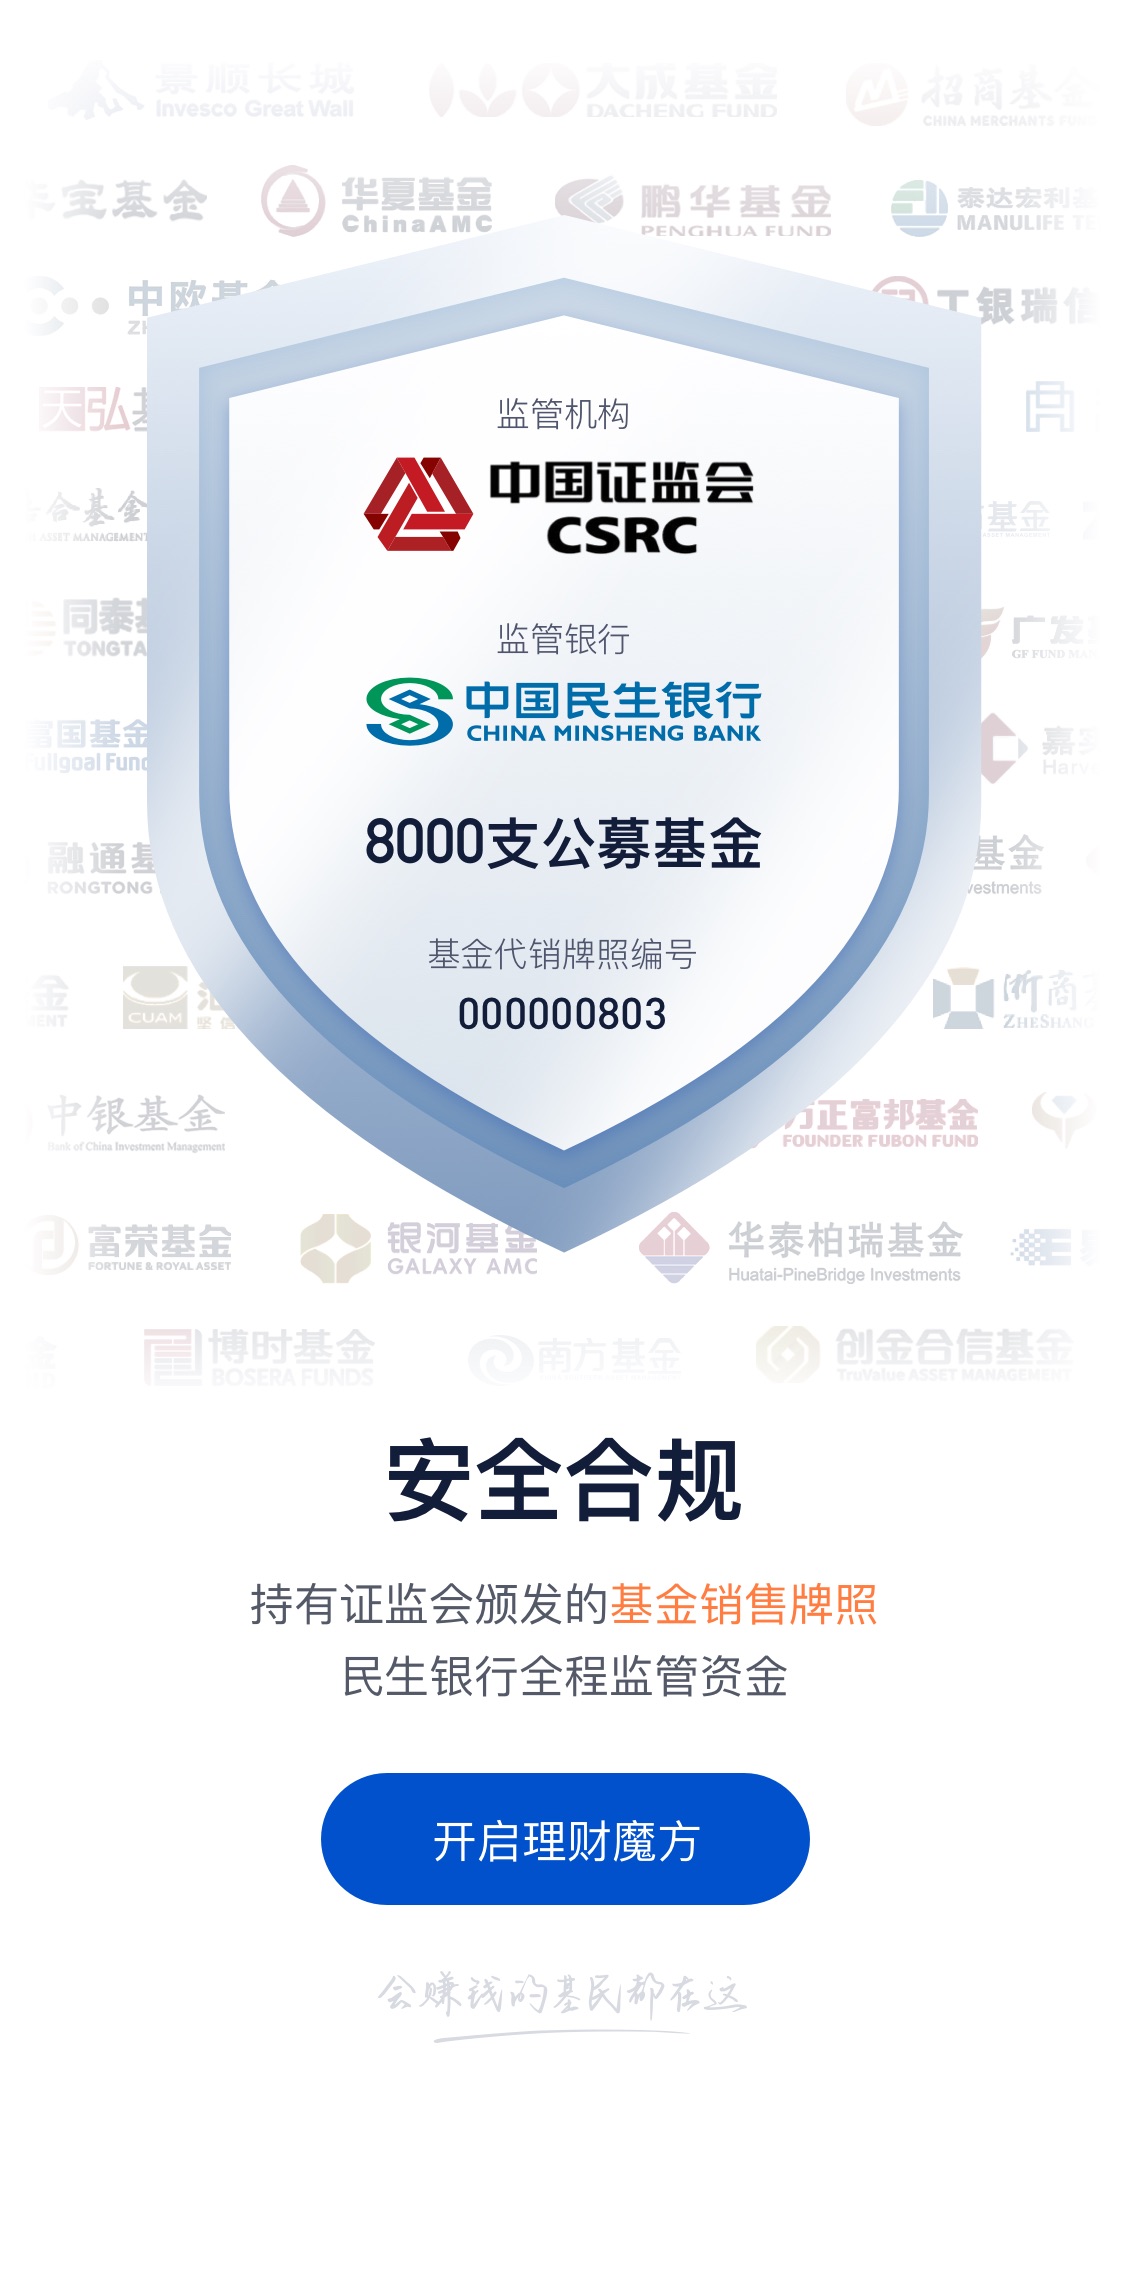 景顺长城
Invesco Great Wall
大成基金
DACHENG FUND
招商基金
CHINA MERCHANTS FUND
宝基金
华夏基金
ChinaAMC
鹏华基金
PENGHUA FUND
泰达宏利基
MANULIFE TE
中欧基金
ZH
工银瑞信
天弘基
监管机构
中国证监会
CSRC
合基金
ASSET MANAGEMENT
基金
ASSET MANAGEMENT
同泰基
TONGTA
广发
GF FUND MA
监管银行
中国民生银行
CHINA MINSHENG BANK
富国基金
Fullgoal Fund
嘉实
Harv
8000支公募基金
融通基
RONGTONG
基金
vestments
基金代销牌照编号
000000803
金
MENT
CUAM
浙商
ZHESHANG
中银基金
Bank of China Investment Management
方正富邦基金
FOUNDER FUBON FUND
富荣基金
FORTUNE & ROYAL ASSET
银河基金
GALAXY AMC
华泰柏瑞基金
Huatai-PineBridge Investments
金
博时基金
BOSERA FUNDS
南方基金
创金合信基金
TruValue ASSET MANAGEMENT
安全合规
持有证监会颁发的基金销售牌照
民生银行全程监管资金
开启理财魔方
会赚钱的基民都在这